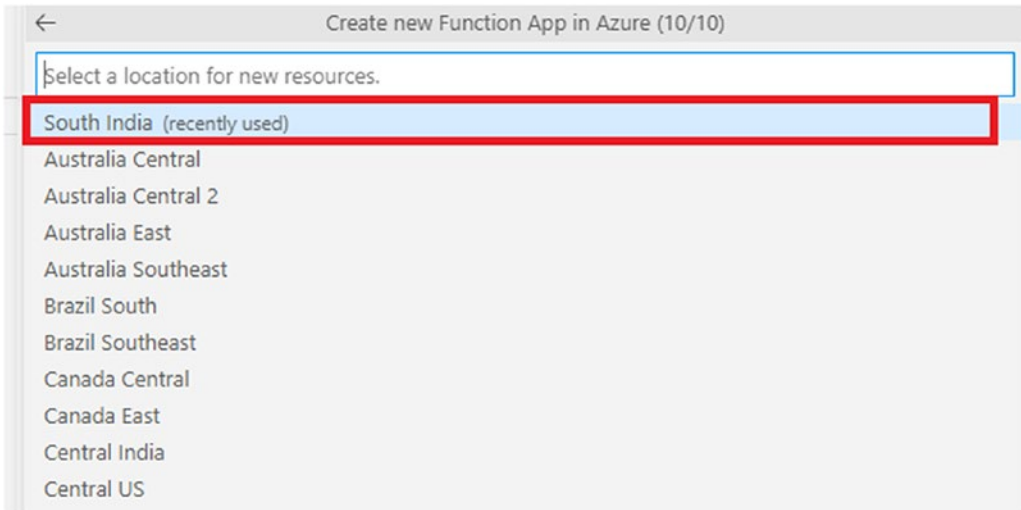 Create new Function App in Azure (10/10)
Select a location for new resources.
South India (recently used)
Australia Central
Australia Central 2
Australia East
Australia Southeast
Brazil South
Brazil Southeast
Canada Central
Canada East
Central India
Central US